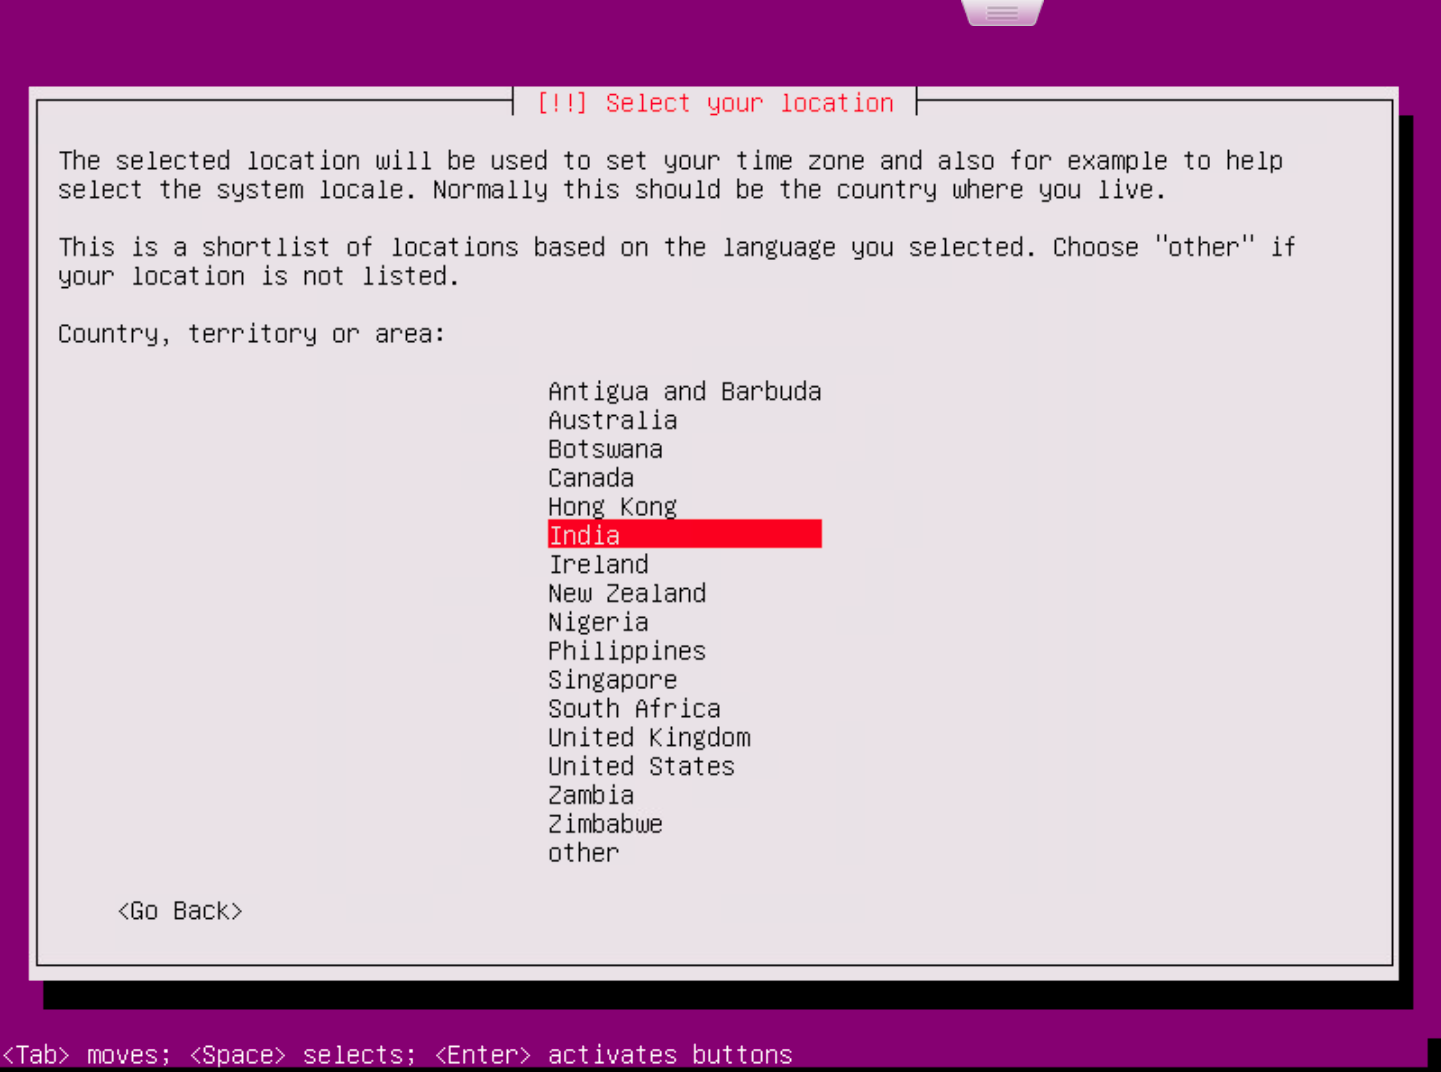 [!!] Select your location
The selected location will be used to set your time zone and also for example to help
select the system locale. Normally this should be the country where you live.
This is a shortlist of locations based on the language you selected. Choose "other" if
your location is not listed.
Country, territory or area:
Antigua and Barbuda
Australia
Botswana
Canada
Hong Kong
India
Ireland
New Zealand
Nigeria
Philippines
Singapore
South Africa
United Kingdom
United States
Zambia
Zimbabwe
other
<Go Back>
<Tab> moves; <Space> selects; <Enter> activates buttons